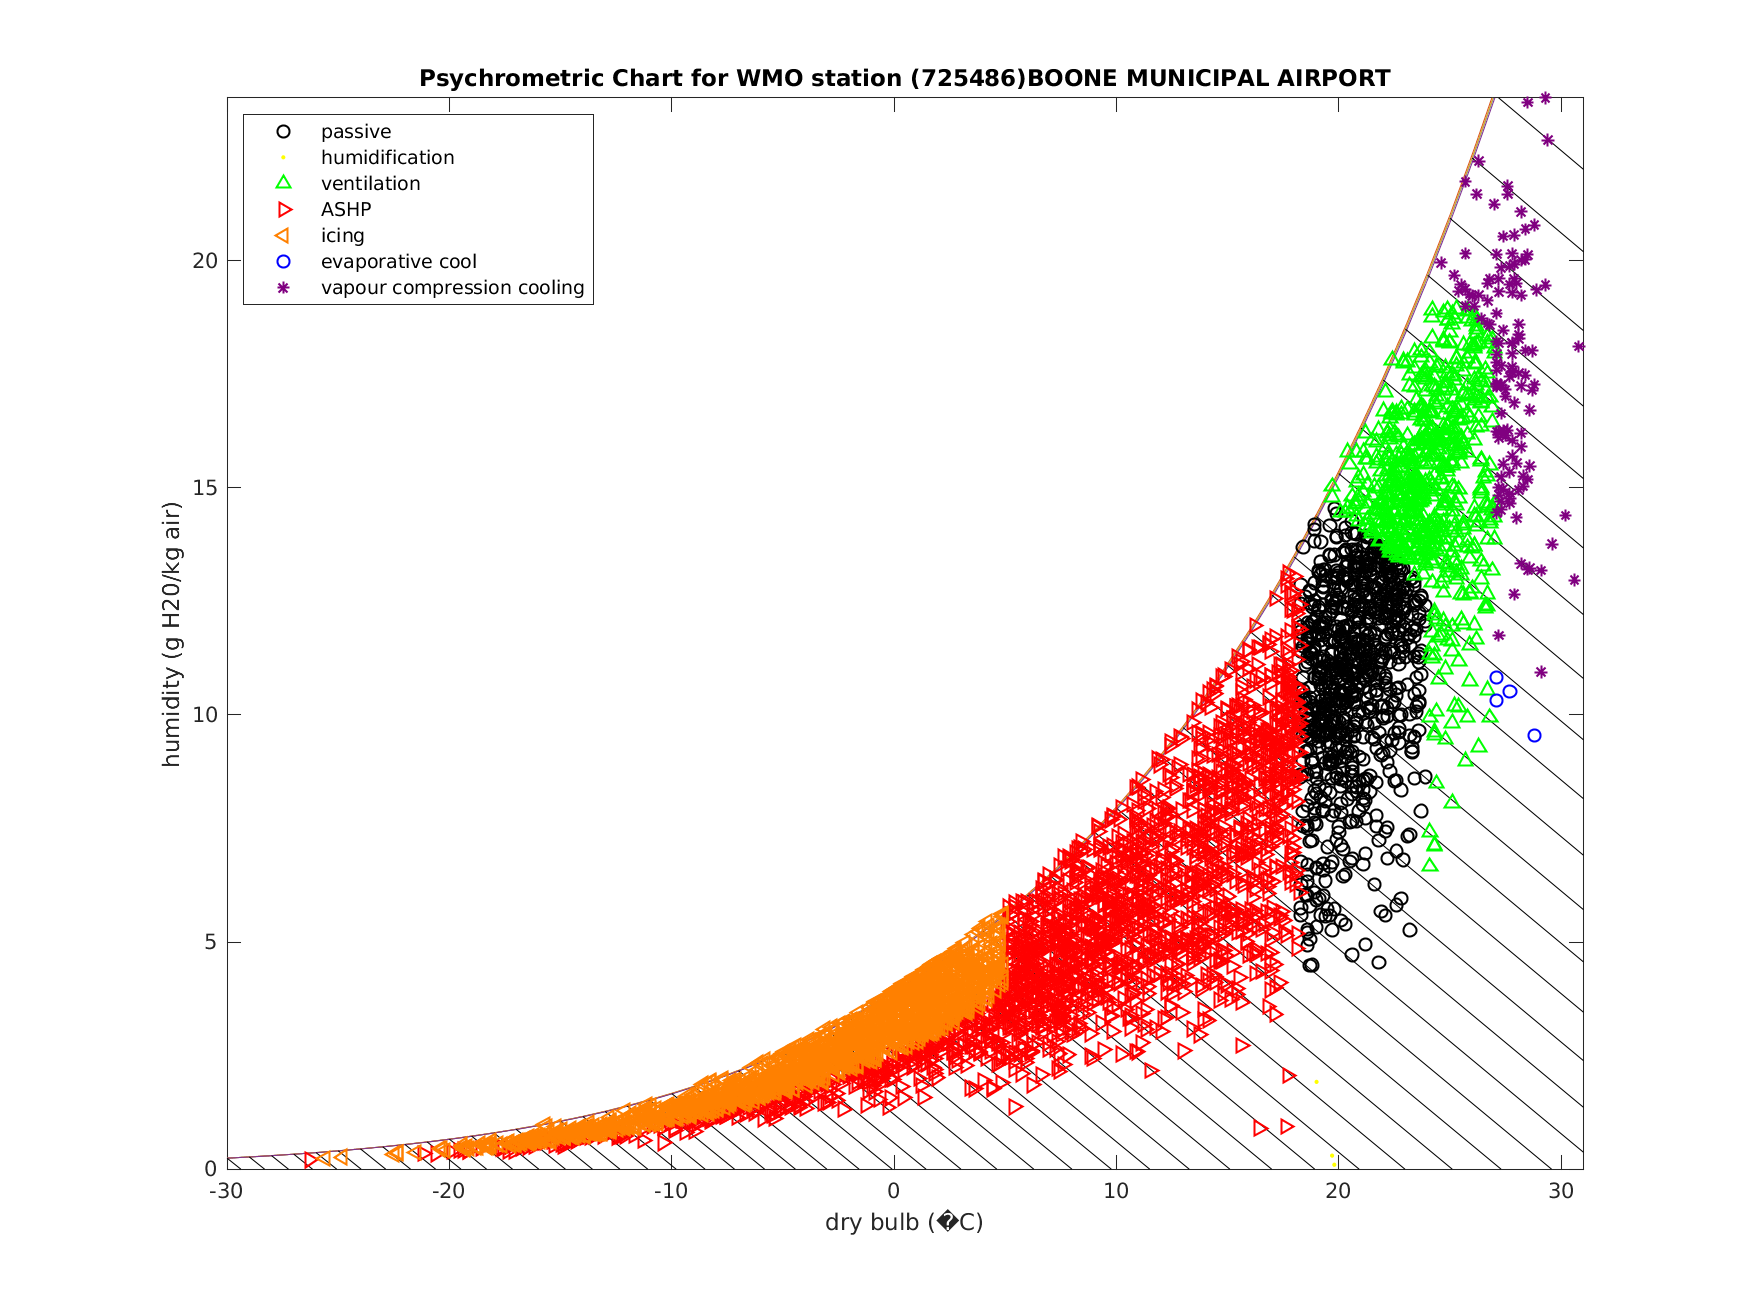 Psychrometric Chart for WMO station (725486)BOONE MUNICIPAL AIRPORT
passive
humidification
ventilation
ASHP
icing
evaporative cool
vapour compression cooling
humidity (g H20/kg air)
20
15
10
5
0
-30 -20 -10 0 10 20 30
dry bulb (�C)